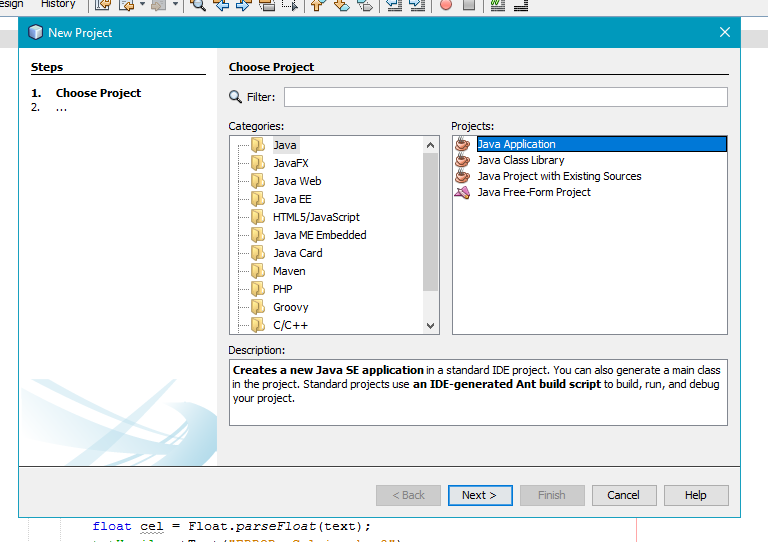 esign History
New Project
Steps
1. Choose Project
2. ...
Choose Project
Filter:
Categories:
Java
JavaFX
Java Web
Java EE
HTML5/JavaScript
Java ME Embedded
Java Card
Maven
PHP
Groovy
C/C++
Projects:
Java Application
Java Class Library
Java Project with Existing Sources
Java Free-Form Project
Description:
Creates a new Java SE application in a standard IDE project. You can also generate a main class
in the project. Standard projects use an IDE-generated Ant build script to build, run, and debug
your project.
< Back Next > Finish Cancel Help
float cel = Float.parseFloat(text);